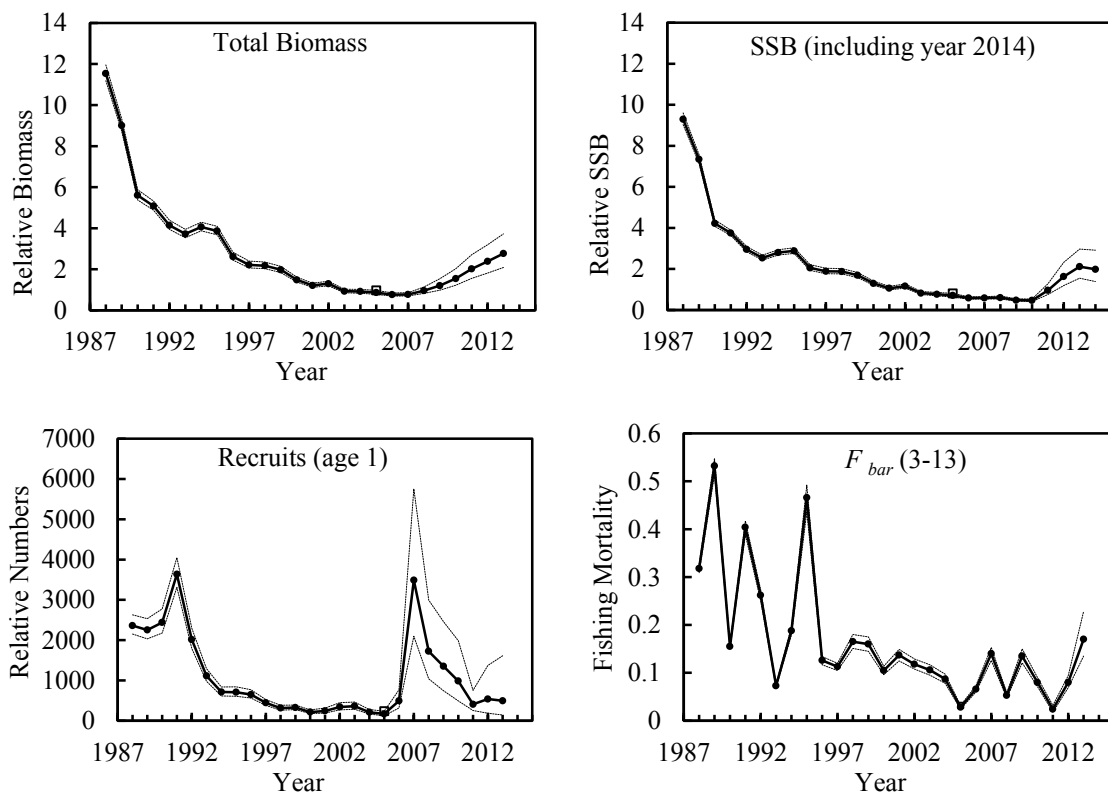 Total Biomass
Relative Biomass
14
12
10
8
6
4
2
0
1987 1992 1997 2002 2007 2012
Year
SSB (including year 2014)
Relative SSB
14
12
10
8
6
4
2
0
1987 1992 1997 2002 2007 2012
Year
Recruits (age 1)
Relative Numbers
7000
6000
5000
4000
3000
2000
1000
0
1987 1992 1997 2002 2007 2012
Year
F bar (3-13)
Fishing Mortality
0.6
0.5
0.4
0.3
0.2
0.1
0
1987 1992 1997 2002 2007 2012
Year